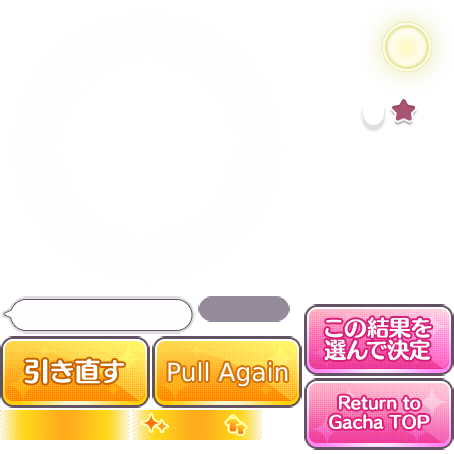 この結果を
選んで決定
引き直す
Pull Again
Return to
Gacha TOP